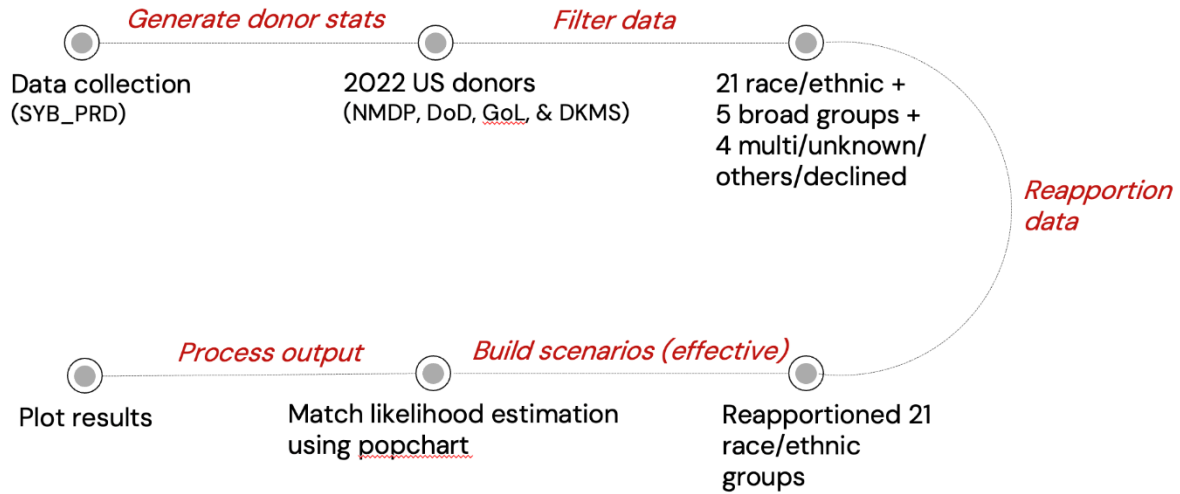 Generate donor stats
Filter data
Data collection
(SYB_PRD)
2022 US donors
(NMDP, DoD, GoL, & DKMS)
21 race/ethnic +
5 broad groups +
4 multi/unknown/
others/declined
Reapportion
data
Process output
Build scenarios (effective)
Plot results
Match likelihood estimation
using popchart
Reapportioned 21
race/ethnic
groups